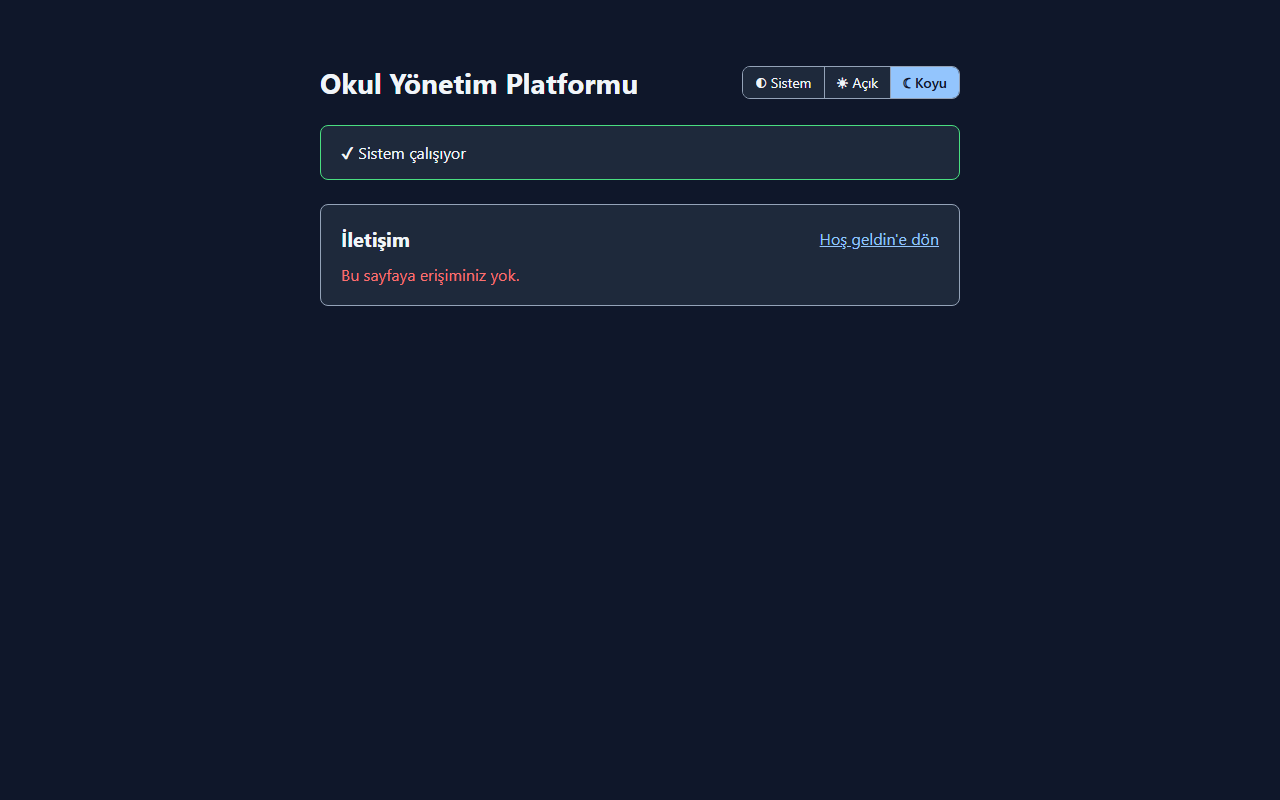 Okul Yönetim Platformu
◐ Sistem ☀ Açık ☾ Koyu
✔ Sistem çalışıyor
İletişim
Hoş geldin'e dön
Bu sayfaya erişiminiz yok.